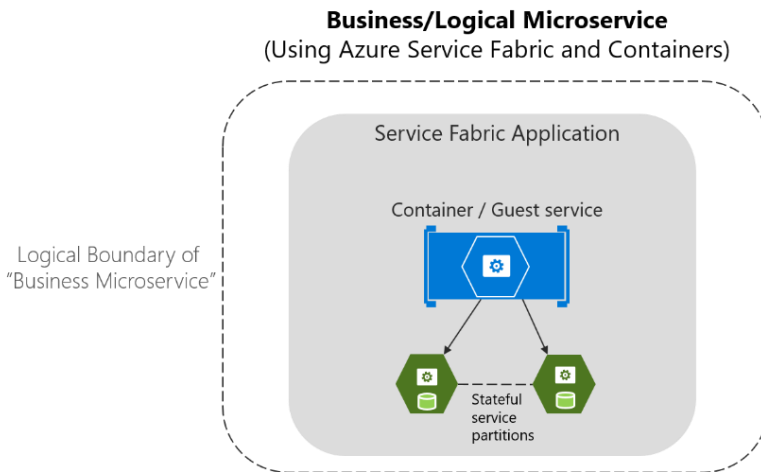 Business/Logical Microservice
(Using Azure Service Fabric and Containers)
Service Fabric Application
Container / Guest service
Logical Boundary of
"Business Microservice"
Stateful
service
partitions